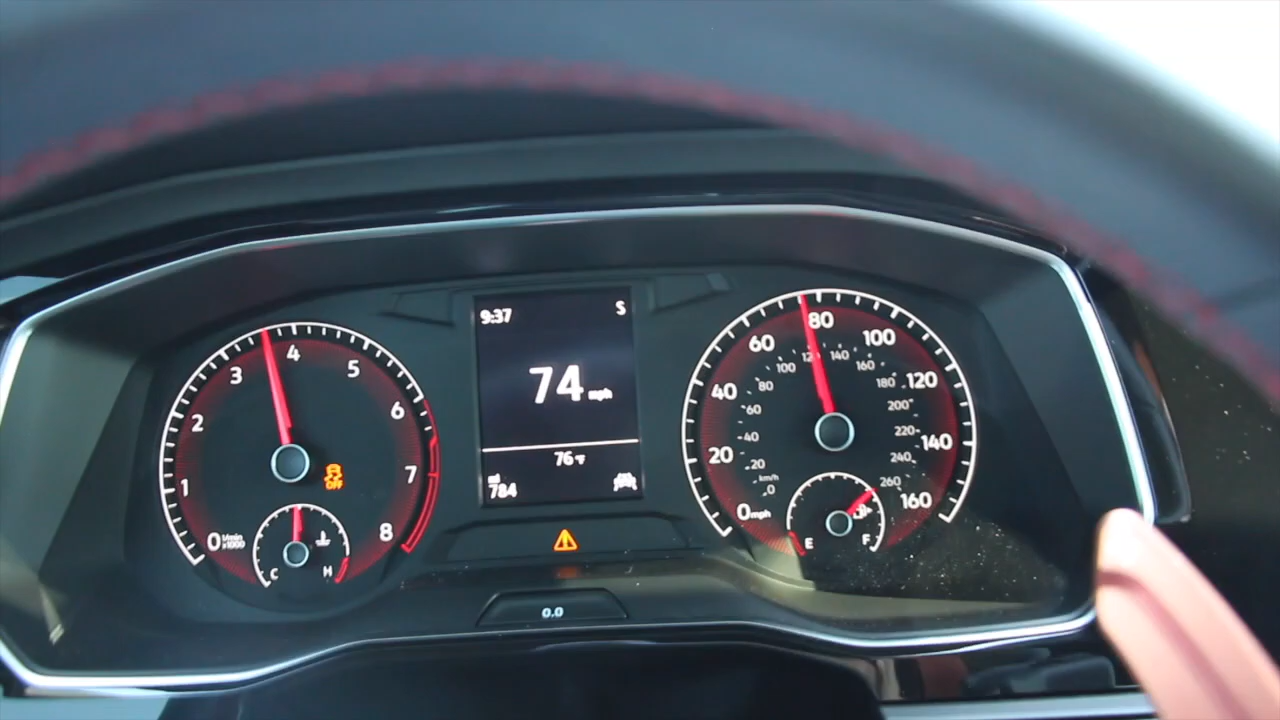 9:37 S
74 mph
76°F
mi
784
0 1 2 3 4 5 6 7 8
1/min
x1000
OFF
C H
0 mph 20 40 60 80 100 120 140 160
km/h
0 20 40 60 80 100 120 140 160 180 200 220 240 260
E F
0.0